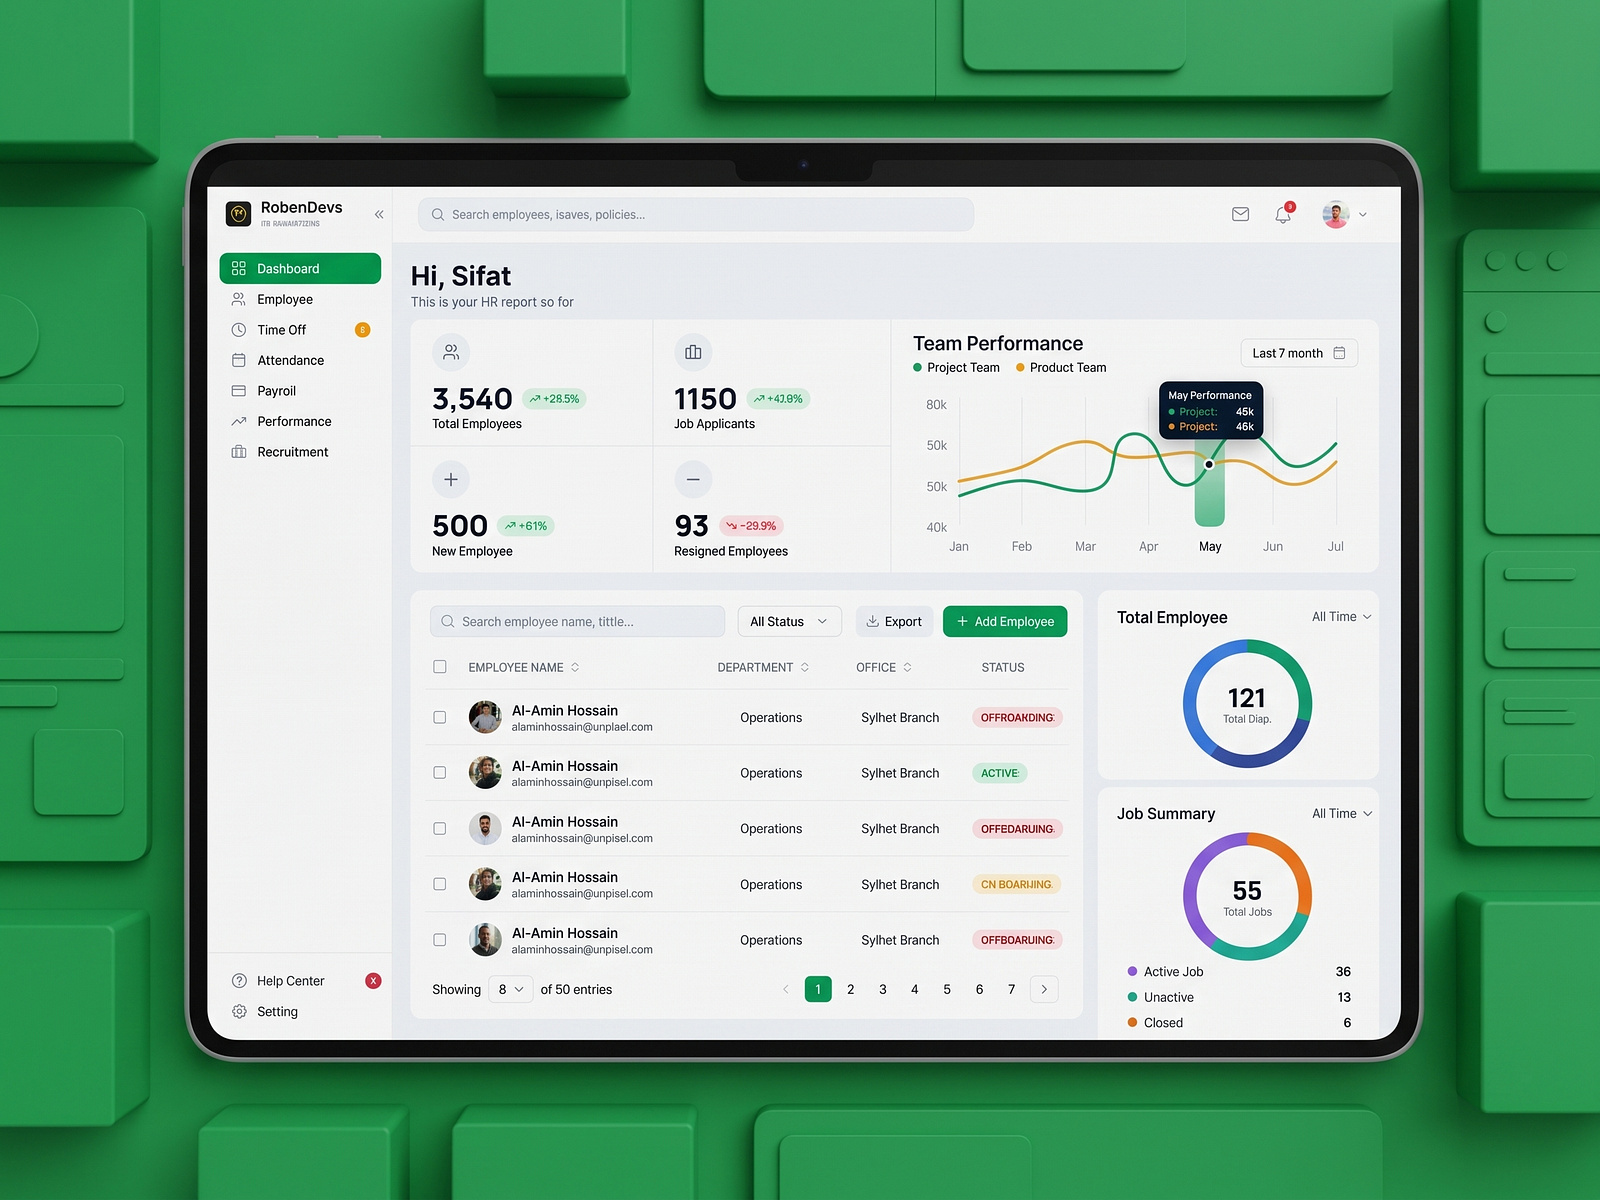 RobenDevs
Search employees, isaves, policies...
Dashboard
Employee
Time Off
Attendance
Payroil
Performance
Recruitment
Help Center
X
Setting
Hi, Sifat
This is your HR report so for
3,540
+28.5%
Total Employees
1150
Job Applicants
500
+61%
New Employee
93
-29.9%
Resigned Employees
Team Performance
Last 7 month
Project Team
Product Team
May Performance
Project: 45k
Project: 46k
80k
50k
50k
40k
Jan Feb Mar Apr May Jun Jul
Search employee name, tittle...
All Status
Export
+ Add Employee
EMPLOYEE NAME DEPARTMENT OFFICE STATUS
Al-Amin Hossain
alaminhossain@unplael.com
Operations Sylhet Branch OFFROAKDING
Al-Amin Hossain
alaminhossain@unpisel.com
Operations Sylhet Branch ACTIVE
Al-Amin Hossain
alaminhossain@unpisel.com
Operations Sylhet Branch OFFEDARUING
Al-Amin Hossain
alaminhossain@unpisel.com
Operations Sylhet Branch CN
Al-Amin Hossain
alaminhossain@unpisel.com
Operations Sylhet Branch OFFBOARUING
Showing 8 of 50 entries
1 2 3 4 5 6 7
Total Employee
All Time
121
Total Diap.
Job Summary
All Time
55
Total Jobs
Active Job 36
Unactive 13
Closed 6